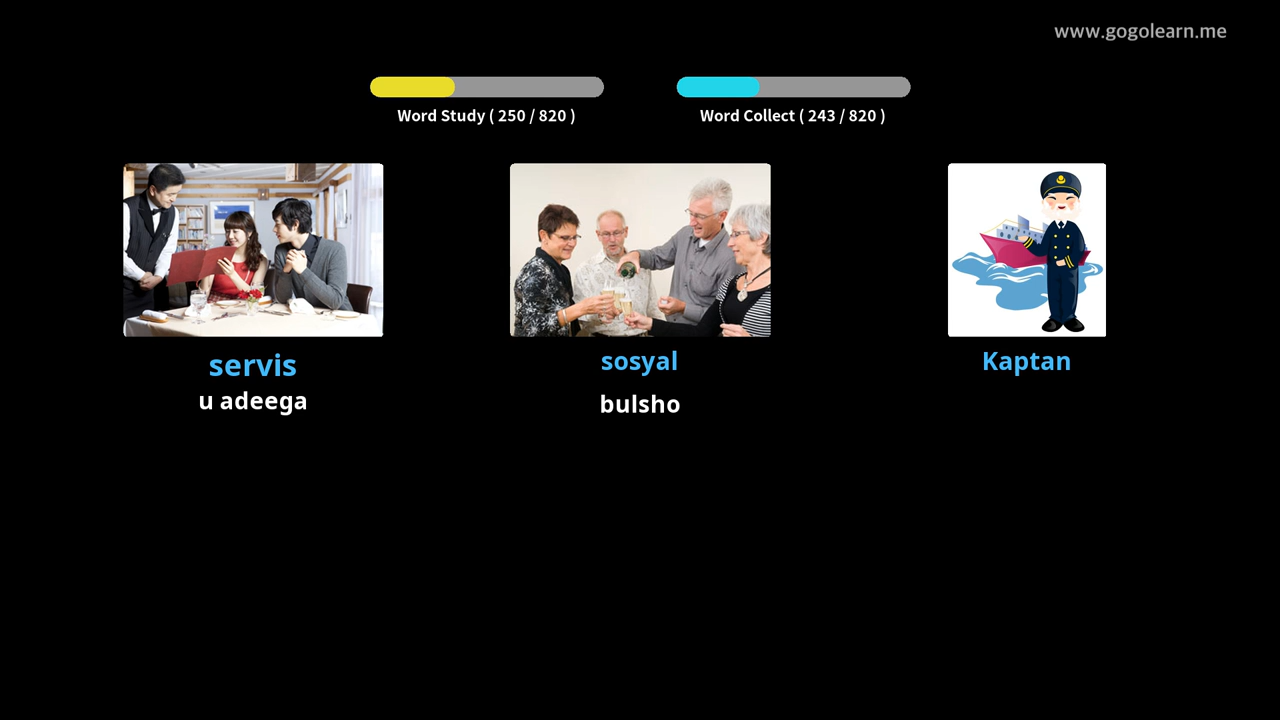 www.gogolearn.me
Word Study ( 250 / 820 )
Word Collect ( 243 / 820 )
servis
u adeega
sosyal
bulsho
Kaptan